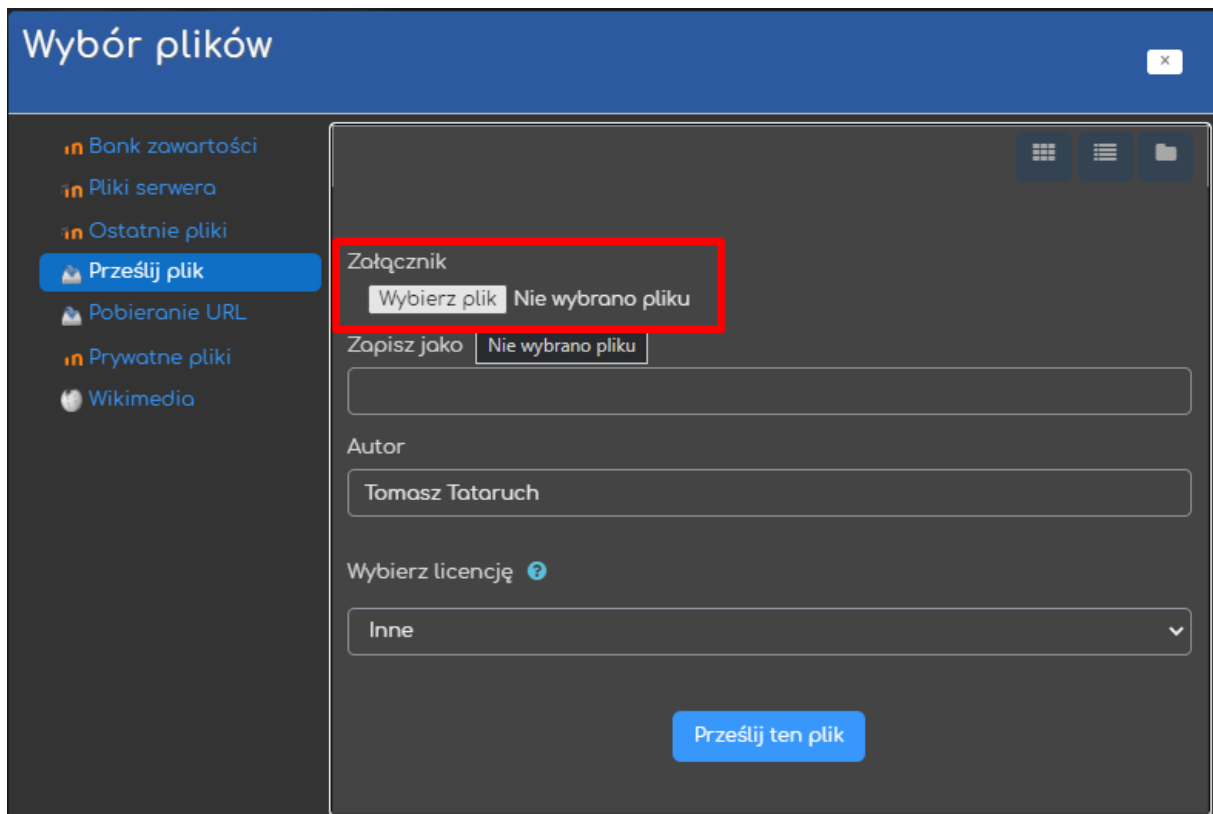 Wybór plików
×
Bank zawartości
Pliki serwera
Ostatnie pliki
Prześlij plik
Pobieranie URL
Prywatne pliki
Wikimedia
Załącznik
Wybierz plik Nie wybrano pliku
Zapisz jako Nie wybrano pliku
Autor
Tomasz Tataruch
Wybierz licencję ?
Inne
Prześlij ten plik